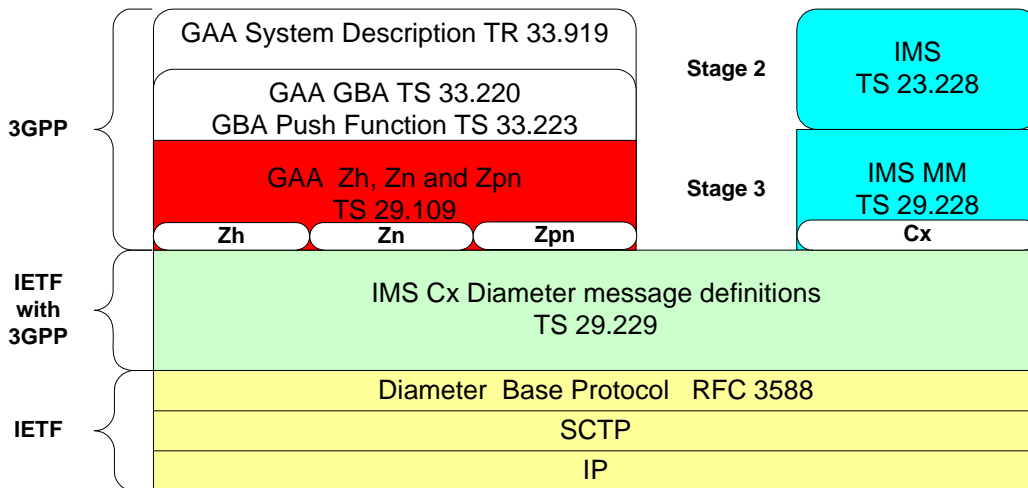 GAA System Description TR 33.919
GAA GBA TS 33.220
GBA Push Function TS 33.223
GAA Zh, Zn and Zpn
TS 29.109
Zh
Zn
Zpn
Stage 2
Stage 3
IMS
TS 23.228
IMS MM
TS 29.228
Cx
3GPP
IETF
with
3GPP
IMS Cx Diameter message definitions
TS 29.229
IETF
Diameter Base Protocol RFC 3588
SCTP
IP